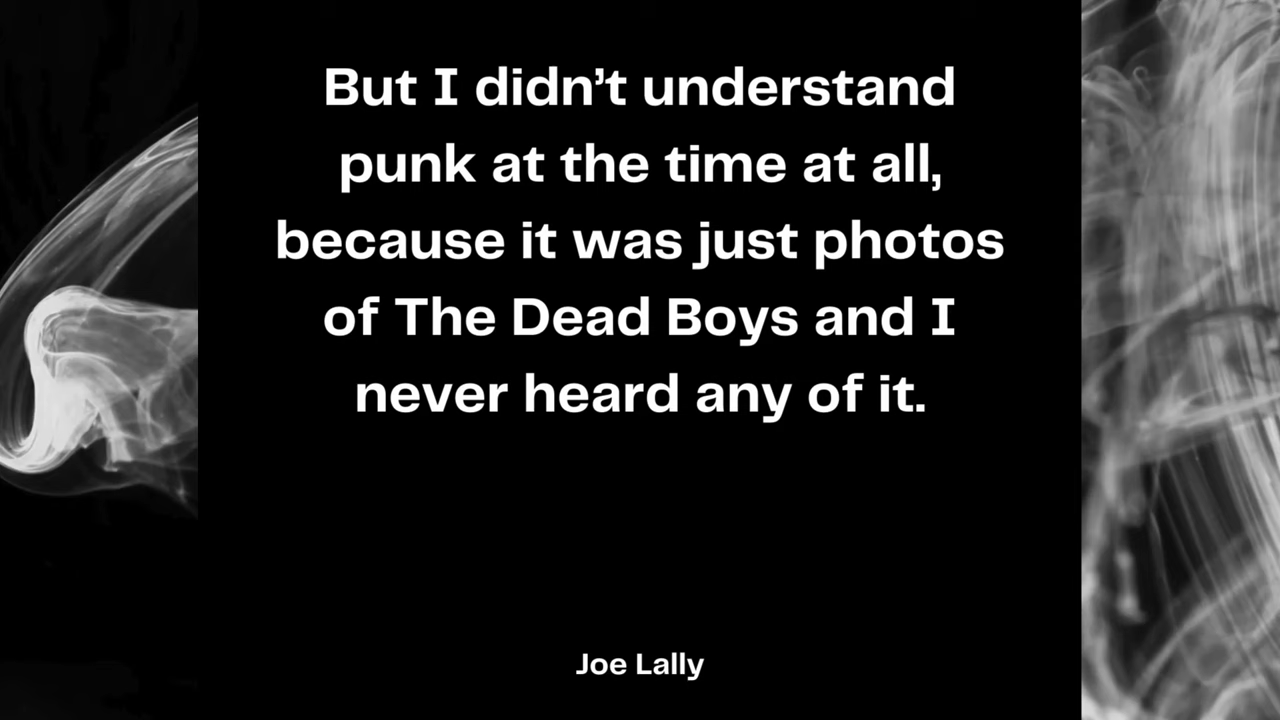 But I didn’t understand
punk at the time at all,
because it was just photos
of The Dead Boys and I
never heard any of it.
Joe Lally